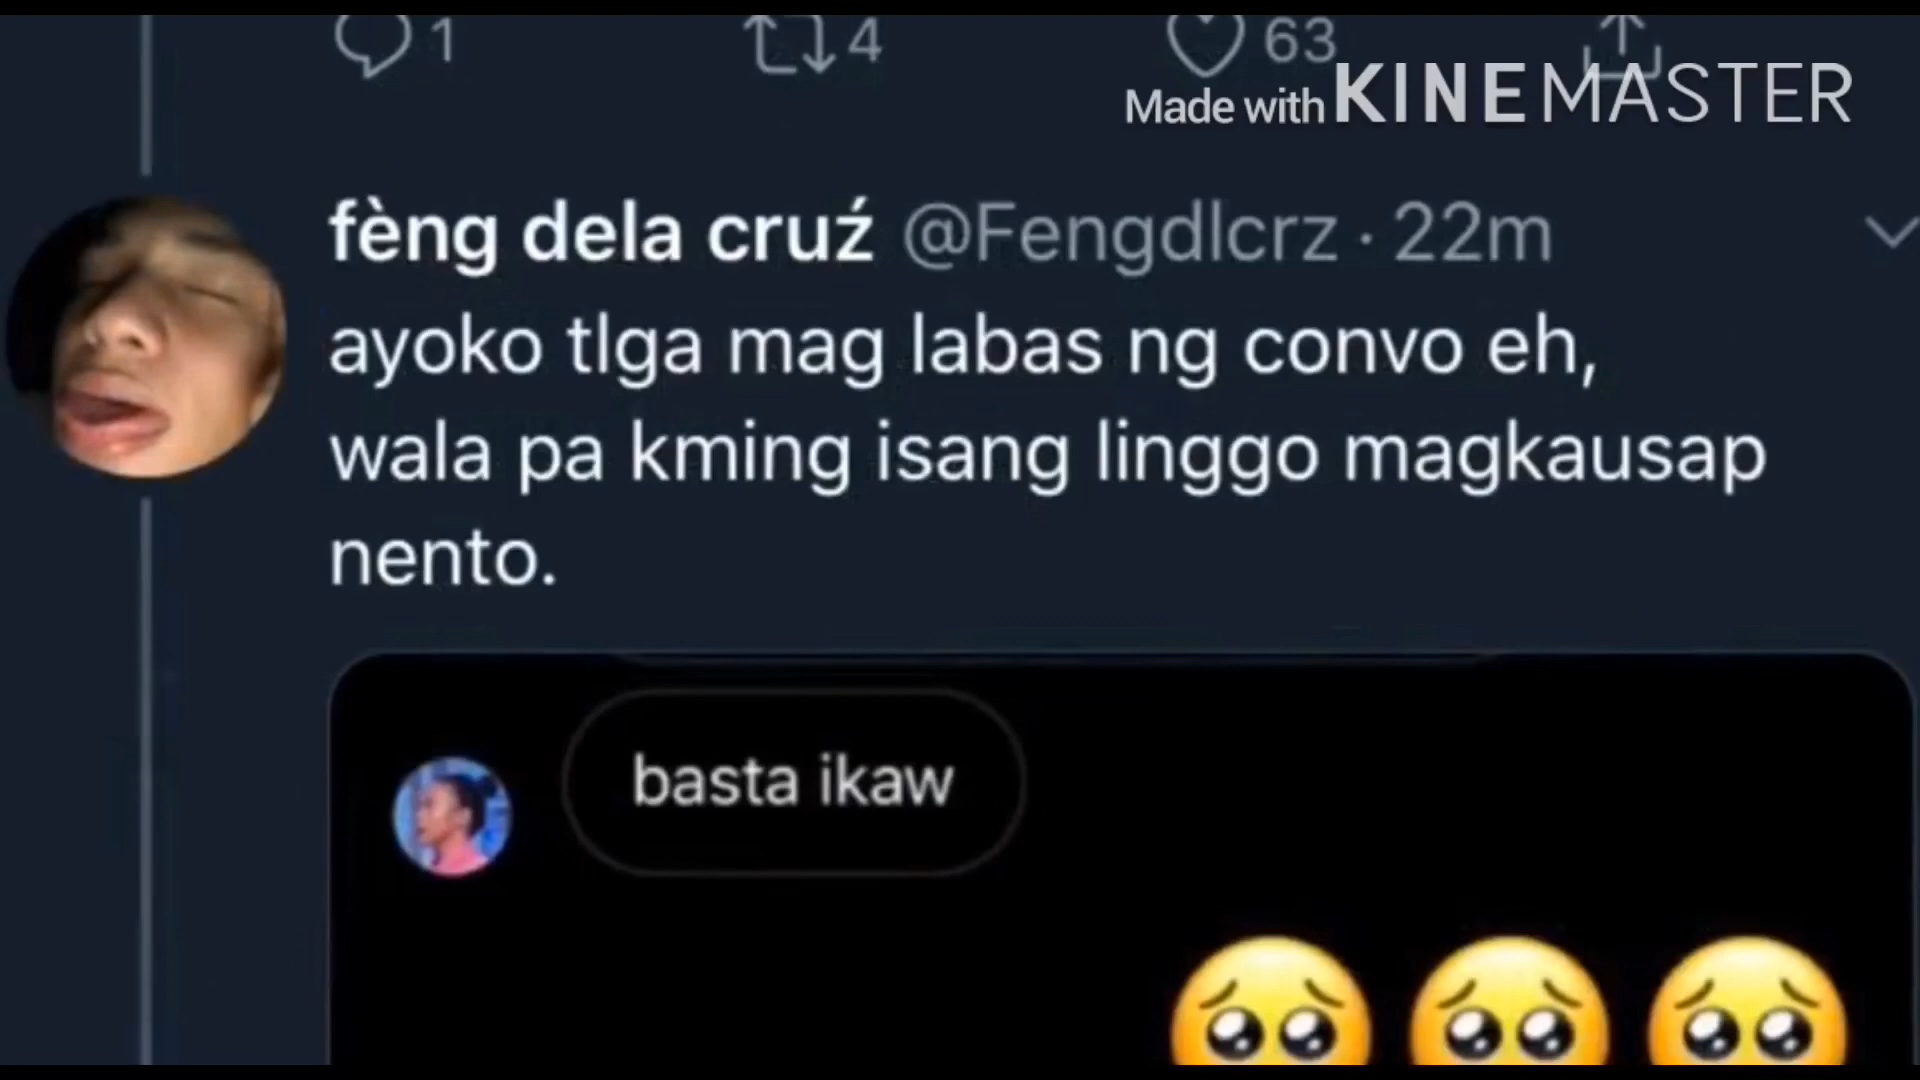 1 4 63
Made with KINEMASTER
fèng dela cruź @Fengdlcrz · 22m
ayoko tlga mag labas ng convo eh,
wala pa kming isang linggo magkausap
nento.
basta ikaw
🥺🥺🥺